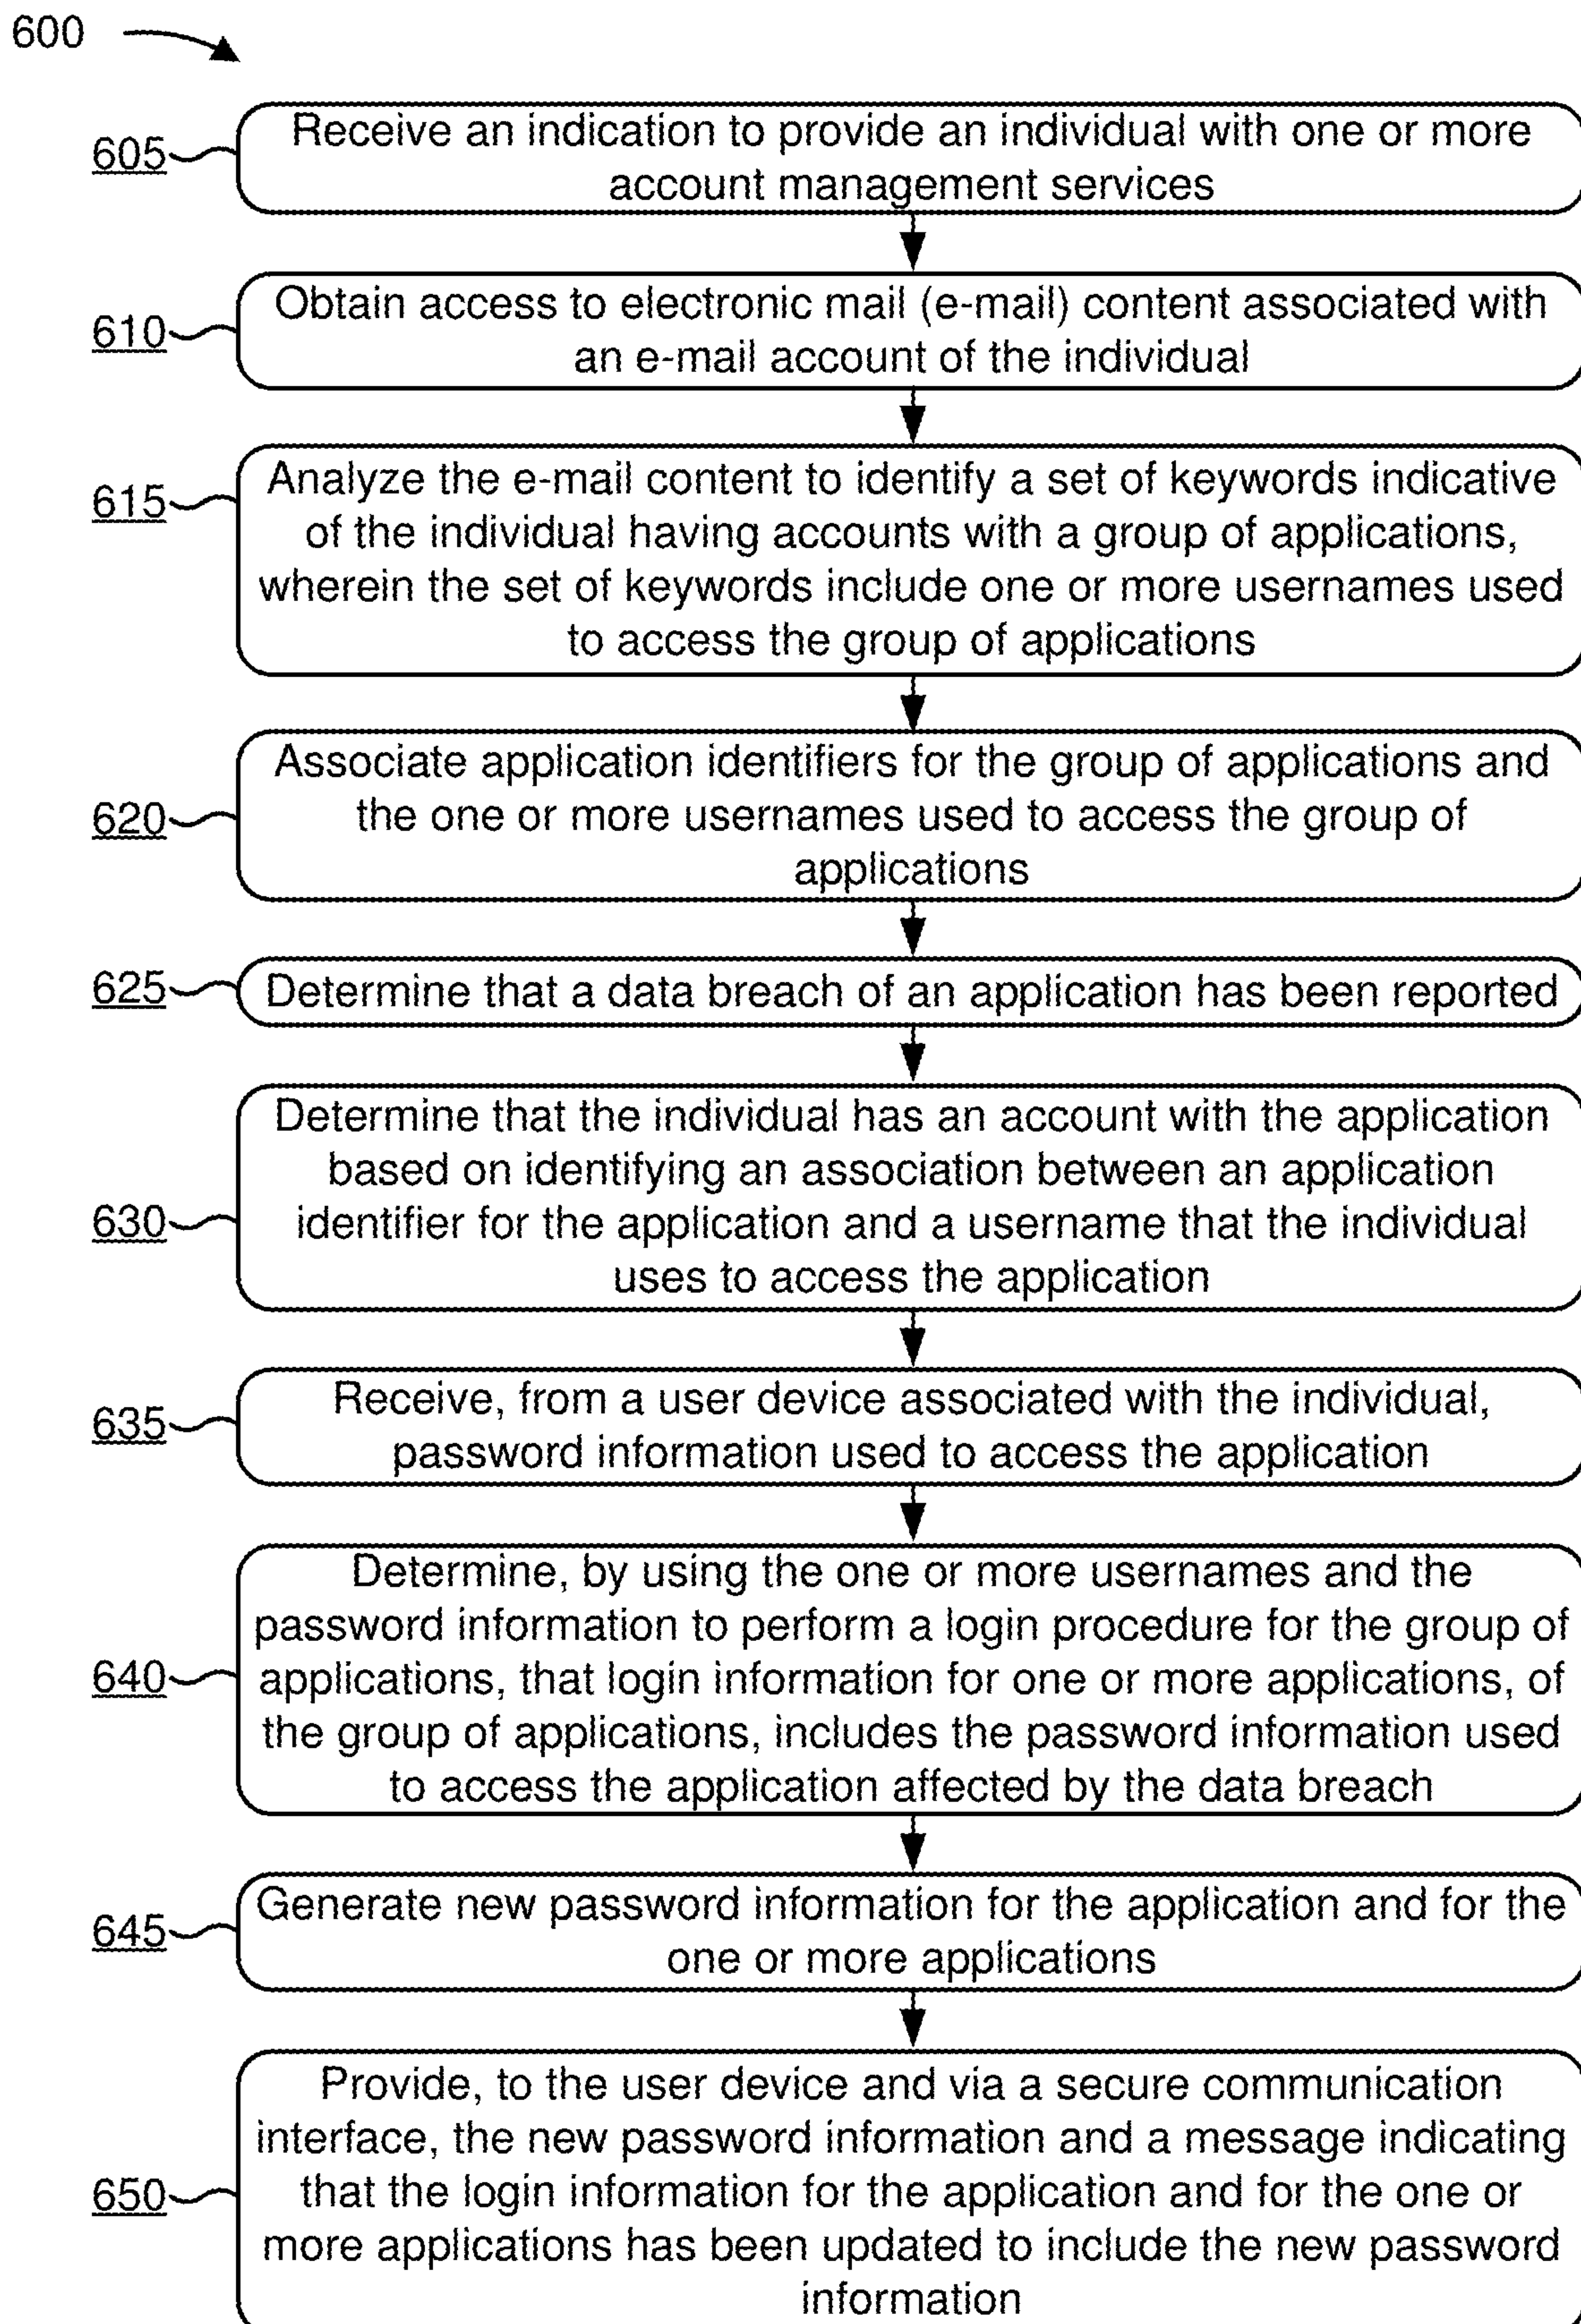 600
605
Receive an indication to provide an individual with one or more
account management services
610
Obtain access to electronic mail (e-mail) content associated with
an e-mail account of the individual
615
Analyze the e-mail content to identify a set of keywords indicative
of the individual having accounts with a group of applications,
wherein the set of keywords include one or more usernames used
to access the group of applications
620
Associate application identifiers for the group of applications and
the one or more usernames used to access the group of
applications
625
Determine that a data breach of an application has been reported
630
Determine that the individual has an account with the application
based on identifying an association between an application
identifier for the application and a username that the individual
uses to access the application
635
Receive, from a user device associated with the individual,
password information used to access the application
640
Determine, by using the one or more usernames and the
password information to perform a login procedure for the group of
applications, that login information for one or more applications, of
the group of applications, includes the password information used
to access the application affected by the data breach
645
Generate new password information for the application and for the
one or more applications
650
Provide, to the user device and via a secure communication
interface, the new password information and a message indicating
that the login information for the application and for the one or
more applications has been updated to include the new password
information